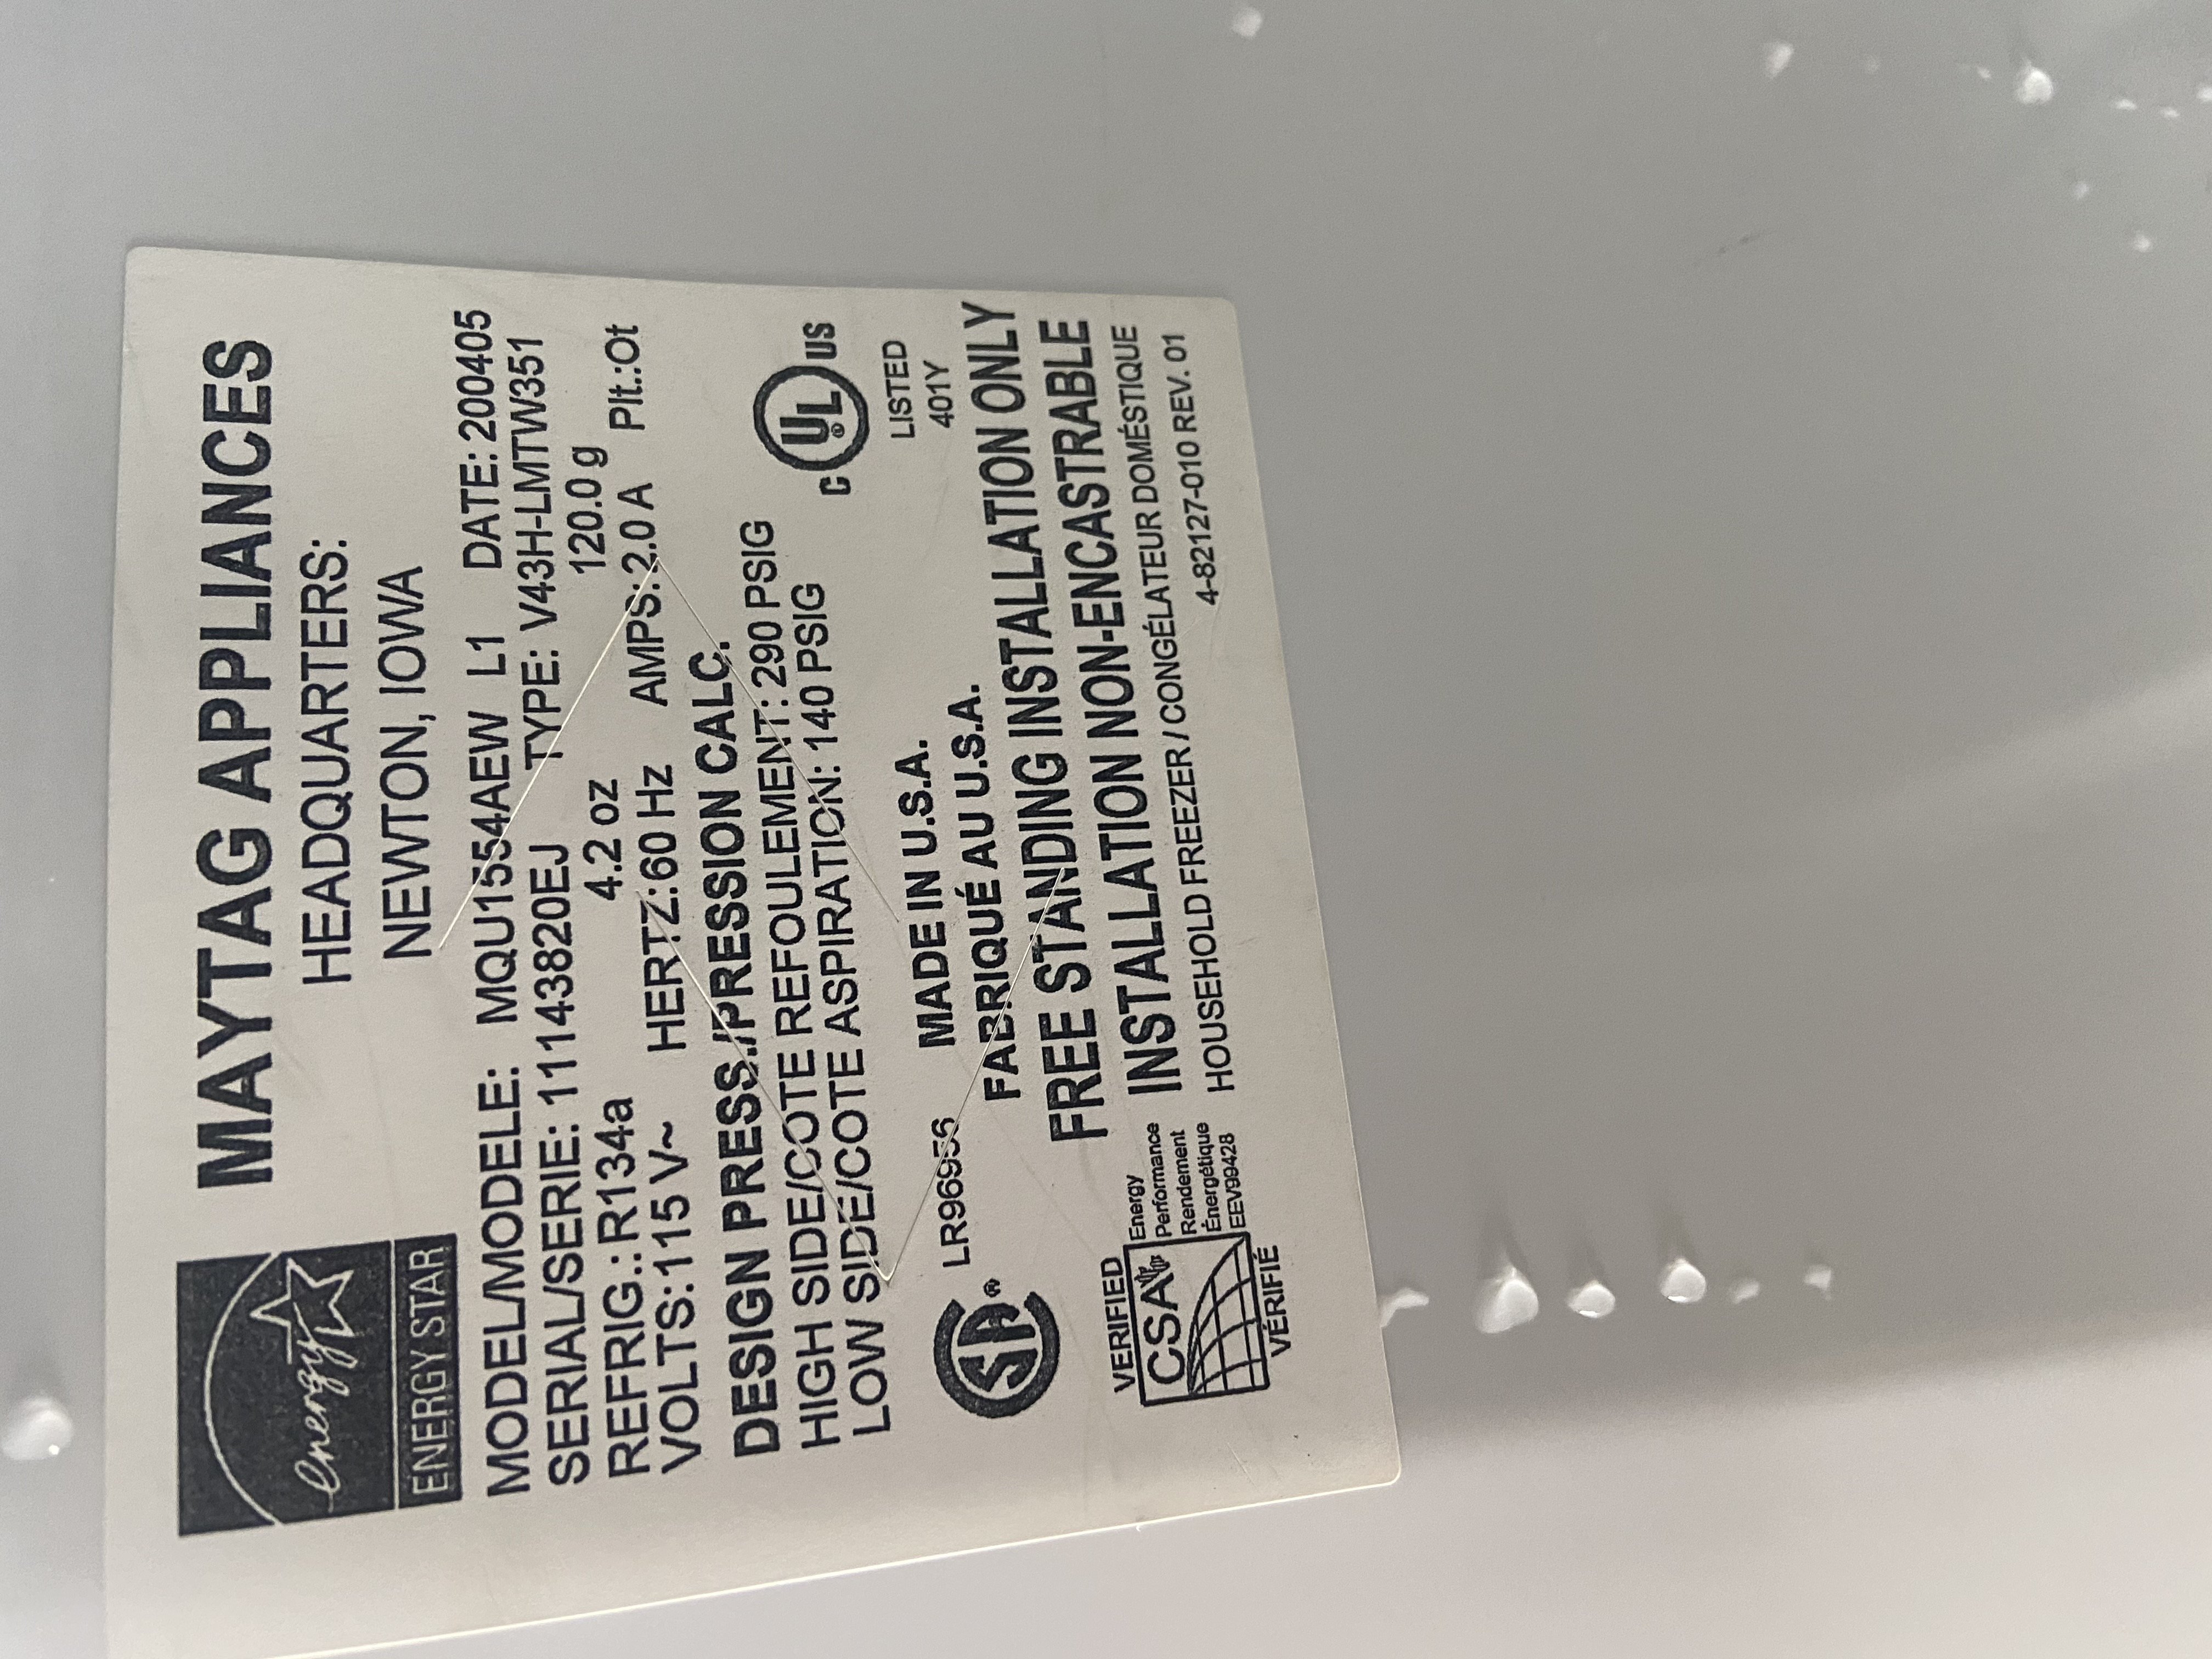 energy
ENERGY STAR
MAYTAG APPLIANCES
HEADQUARTERS:
NEWTON, IOWA
MODEL/MODELE: MQU1554AEW L1 DATE: 200405
SERIAL/SERIE: 11143820EJ TYPE: V43H-LMTW351
REFRIG.:R134a 4.2 oz 120.0 g
VOLTS:115 V~ HERTZ:60 Hz AMPS:2.0 A Plt.:Ot
DESIGN PRESS./PRESSION CALC.
HIGH SIDE/COTE REFOULEMENT: 290 PSIG
LOW SIDE/COTE ASPIRATION: 140 PSIG
C UL US
LISTED
401Y
SA ®
LR96956 MADE IN U.S.A.
FABRIQUÉ AU U.S.A.
FREE STANDING INSTALLATION ONLY
INSTALLATION NON-ENCASTRABLE
HOUSEHOLD FREEZER / CONGÉLATEUR DOMÉSTIQUE
4-82127-010 REV. 01
VERIFIED
CSA
VÉRIFIÉ
Energy
Performance
Rendement
Énergétique
EEV99428